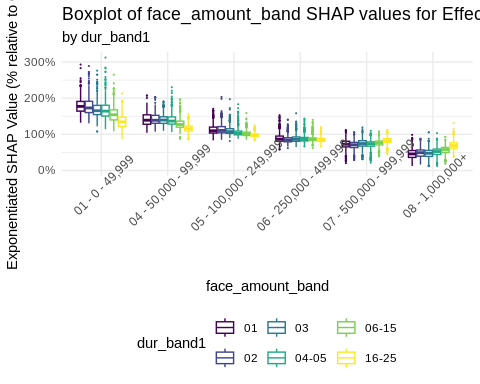 Boxplot of face_amount_band SHAP values for Effec
by dur_band1
Exponentiated SHAP Value (% relative to
300%
200%
100%
0%
01 - 0 - 49,999
04 - 50,000 - 99,999
05 - 100,000 - 249,999
06 - 250,000 - 499,999
07 - 500,000 - 999,999
08 - 1,000,000+
face_amount_band
dur_band1
01
03
06-15
02
04-05
16-25